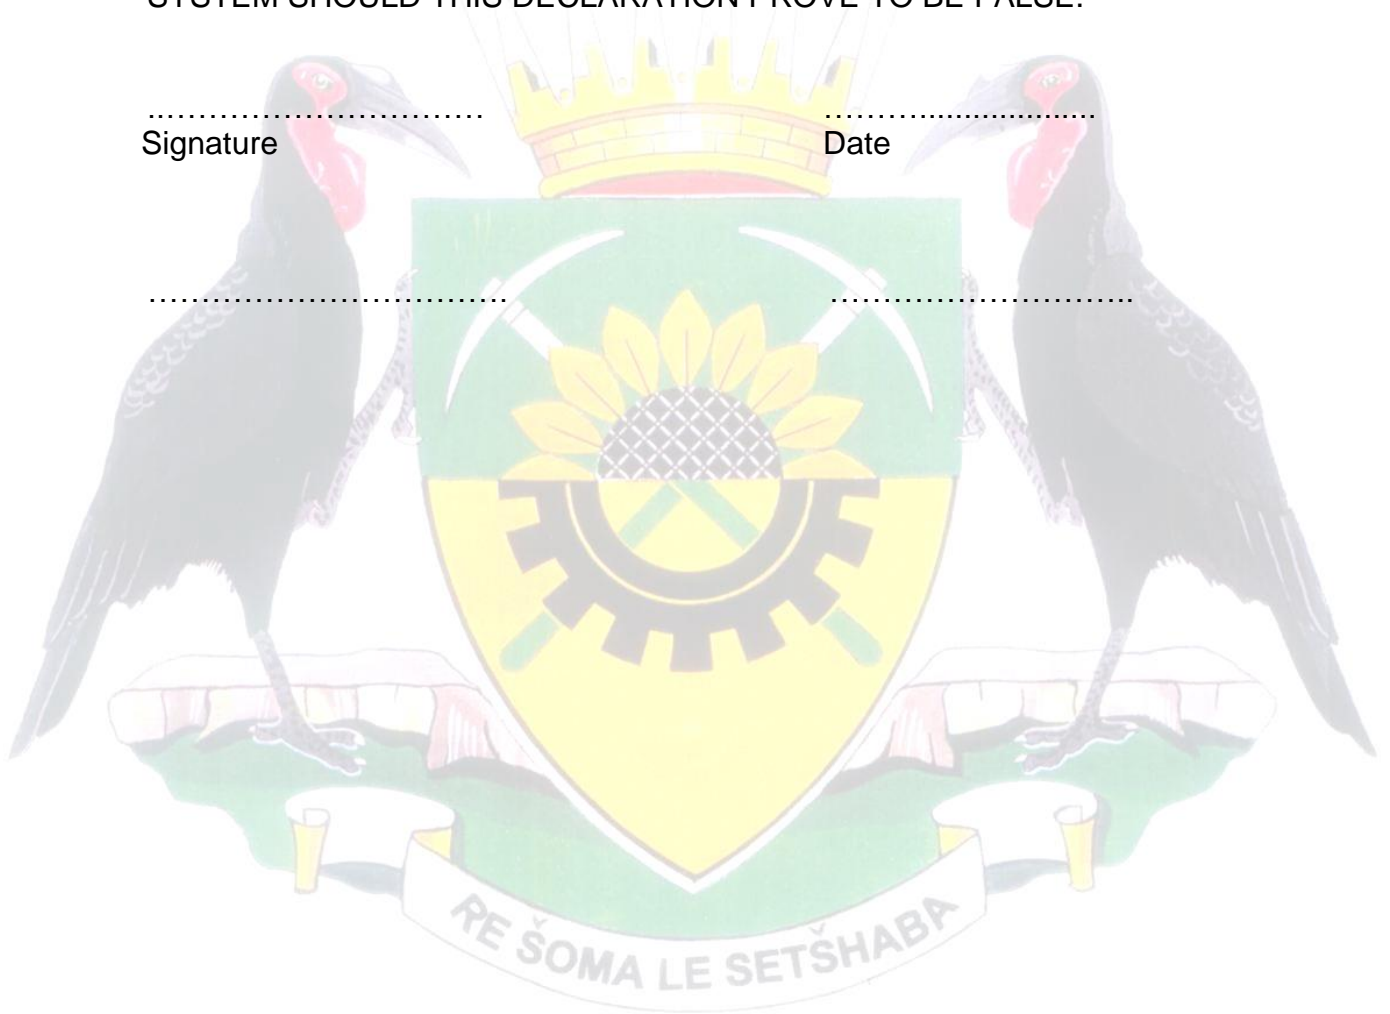 SYSTEM SHOULD THIS DECLARATION PROVE TO BE FALSE.
..…………………………… ………...................
Signature Date
……………………………. ………………………..
RE ŠOMA LE SETŠHABA